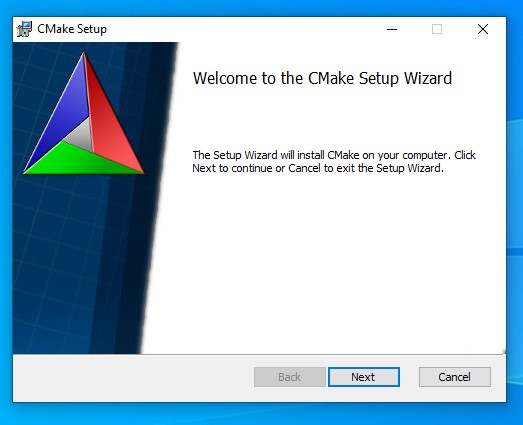 CMake Setup
Welcome to the CMake Setup Wizard
The Setup Wizard will install CMake on your computer. Click
Next to continue or Cancel to exit the Setup Wizard.
Back
Next
Cancel